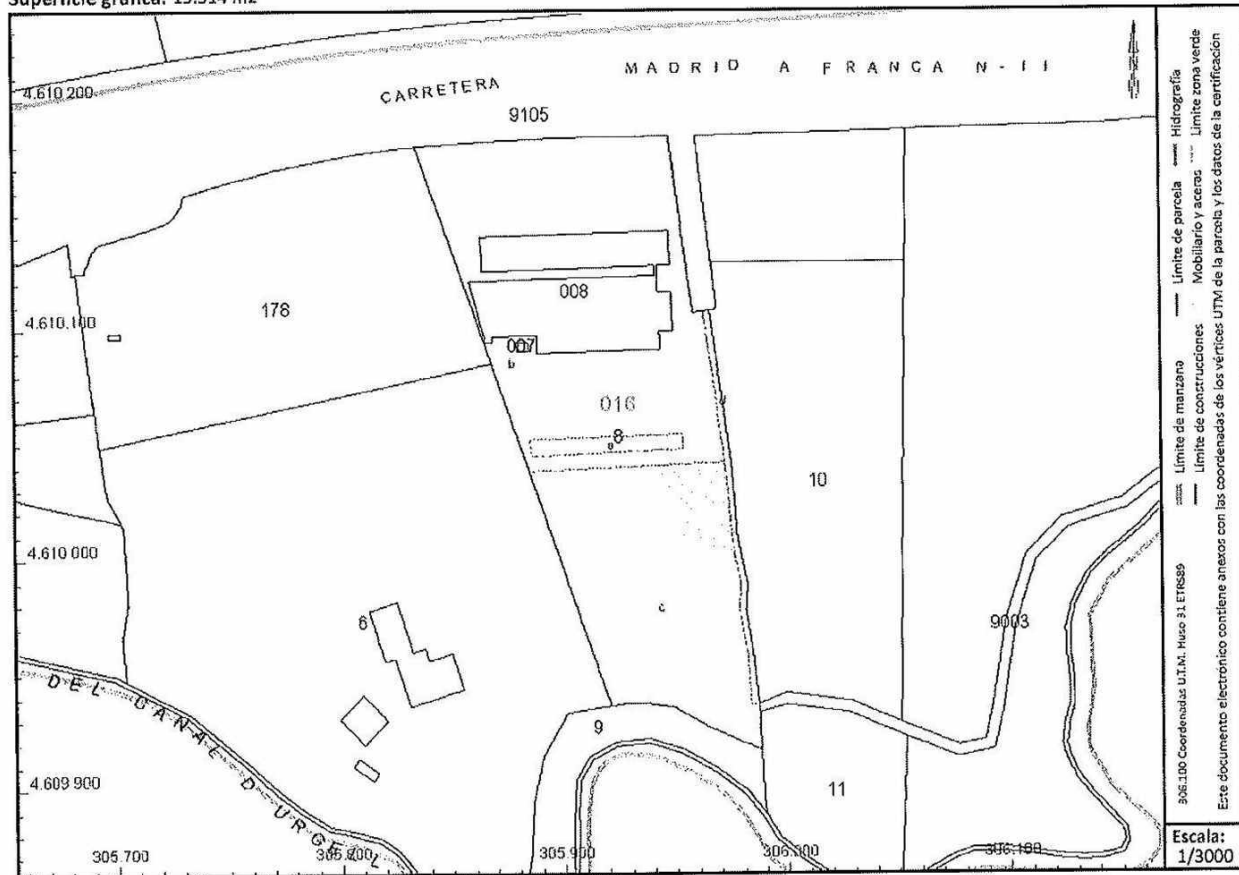 Superficie gráfica: 15.514 m2
CARRETERA MADRID A FRANCA N-II
4.610.200
9105
178
008
4.610.100
007
b
016
8
a
d
10
4.610.000
c
6
9003
DEL CANAL D'URGELL
9
4.609.900
11
305.700
305.800
305.900
306.000
306.100
306.100 Coordenadas U.T.M. Huso 31 ETRS89
Límite de manzana
Límite de parcela
Hidrografía
Límite de construcciones
Mobiliario y aceras
Límite zona verde
Este documento electrónico contiene anexos con las coordenadas de los vértices UTM de la parcela y los datos de la certificación
Escala:
1/3000